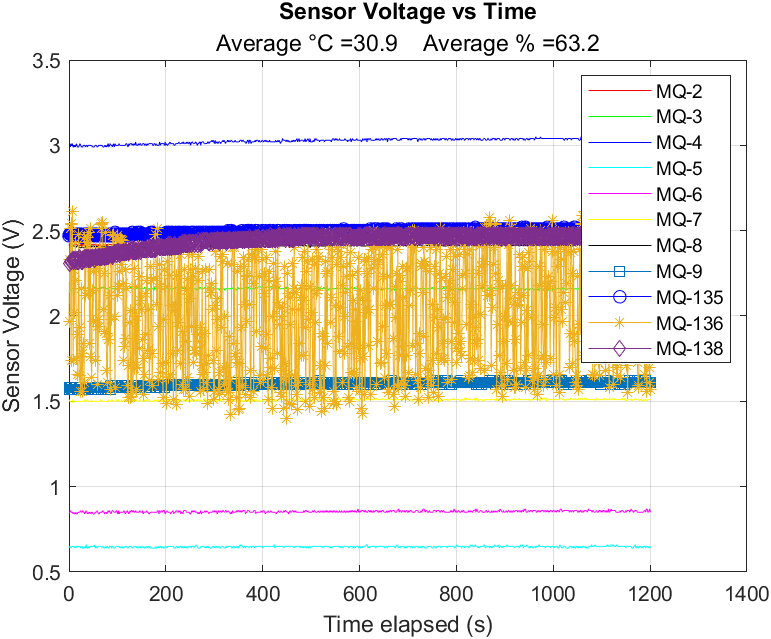 Sensor Voltage vs Time
Average °C =30.9 Average % =63.2
3.5
3
2.5
2
1.5
1
0.5
Sensor Voltage (V)
MQ-2
MQ-3
MQ-4
MQ-5
MQ-6
MQ-7
MQ-8
MQ-9
MQ-135
MQ-136
MQ-138
0 200 400 600 800 1000 1200 1400
Time elapsed (s)